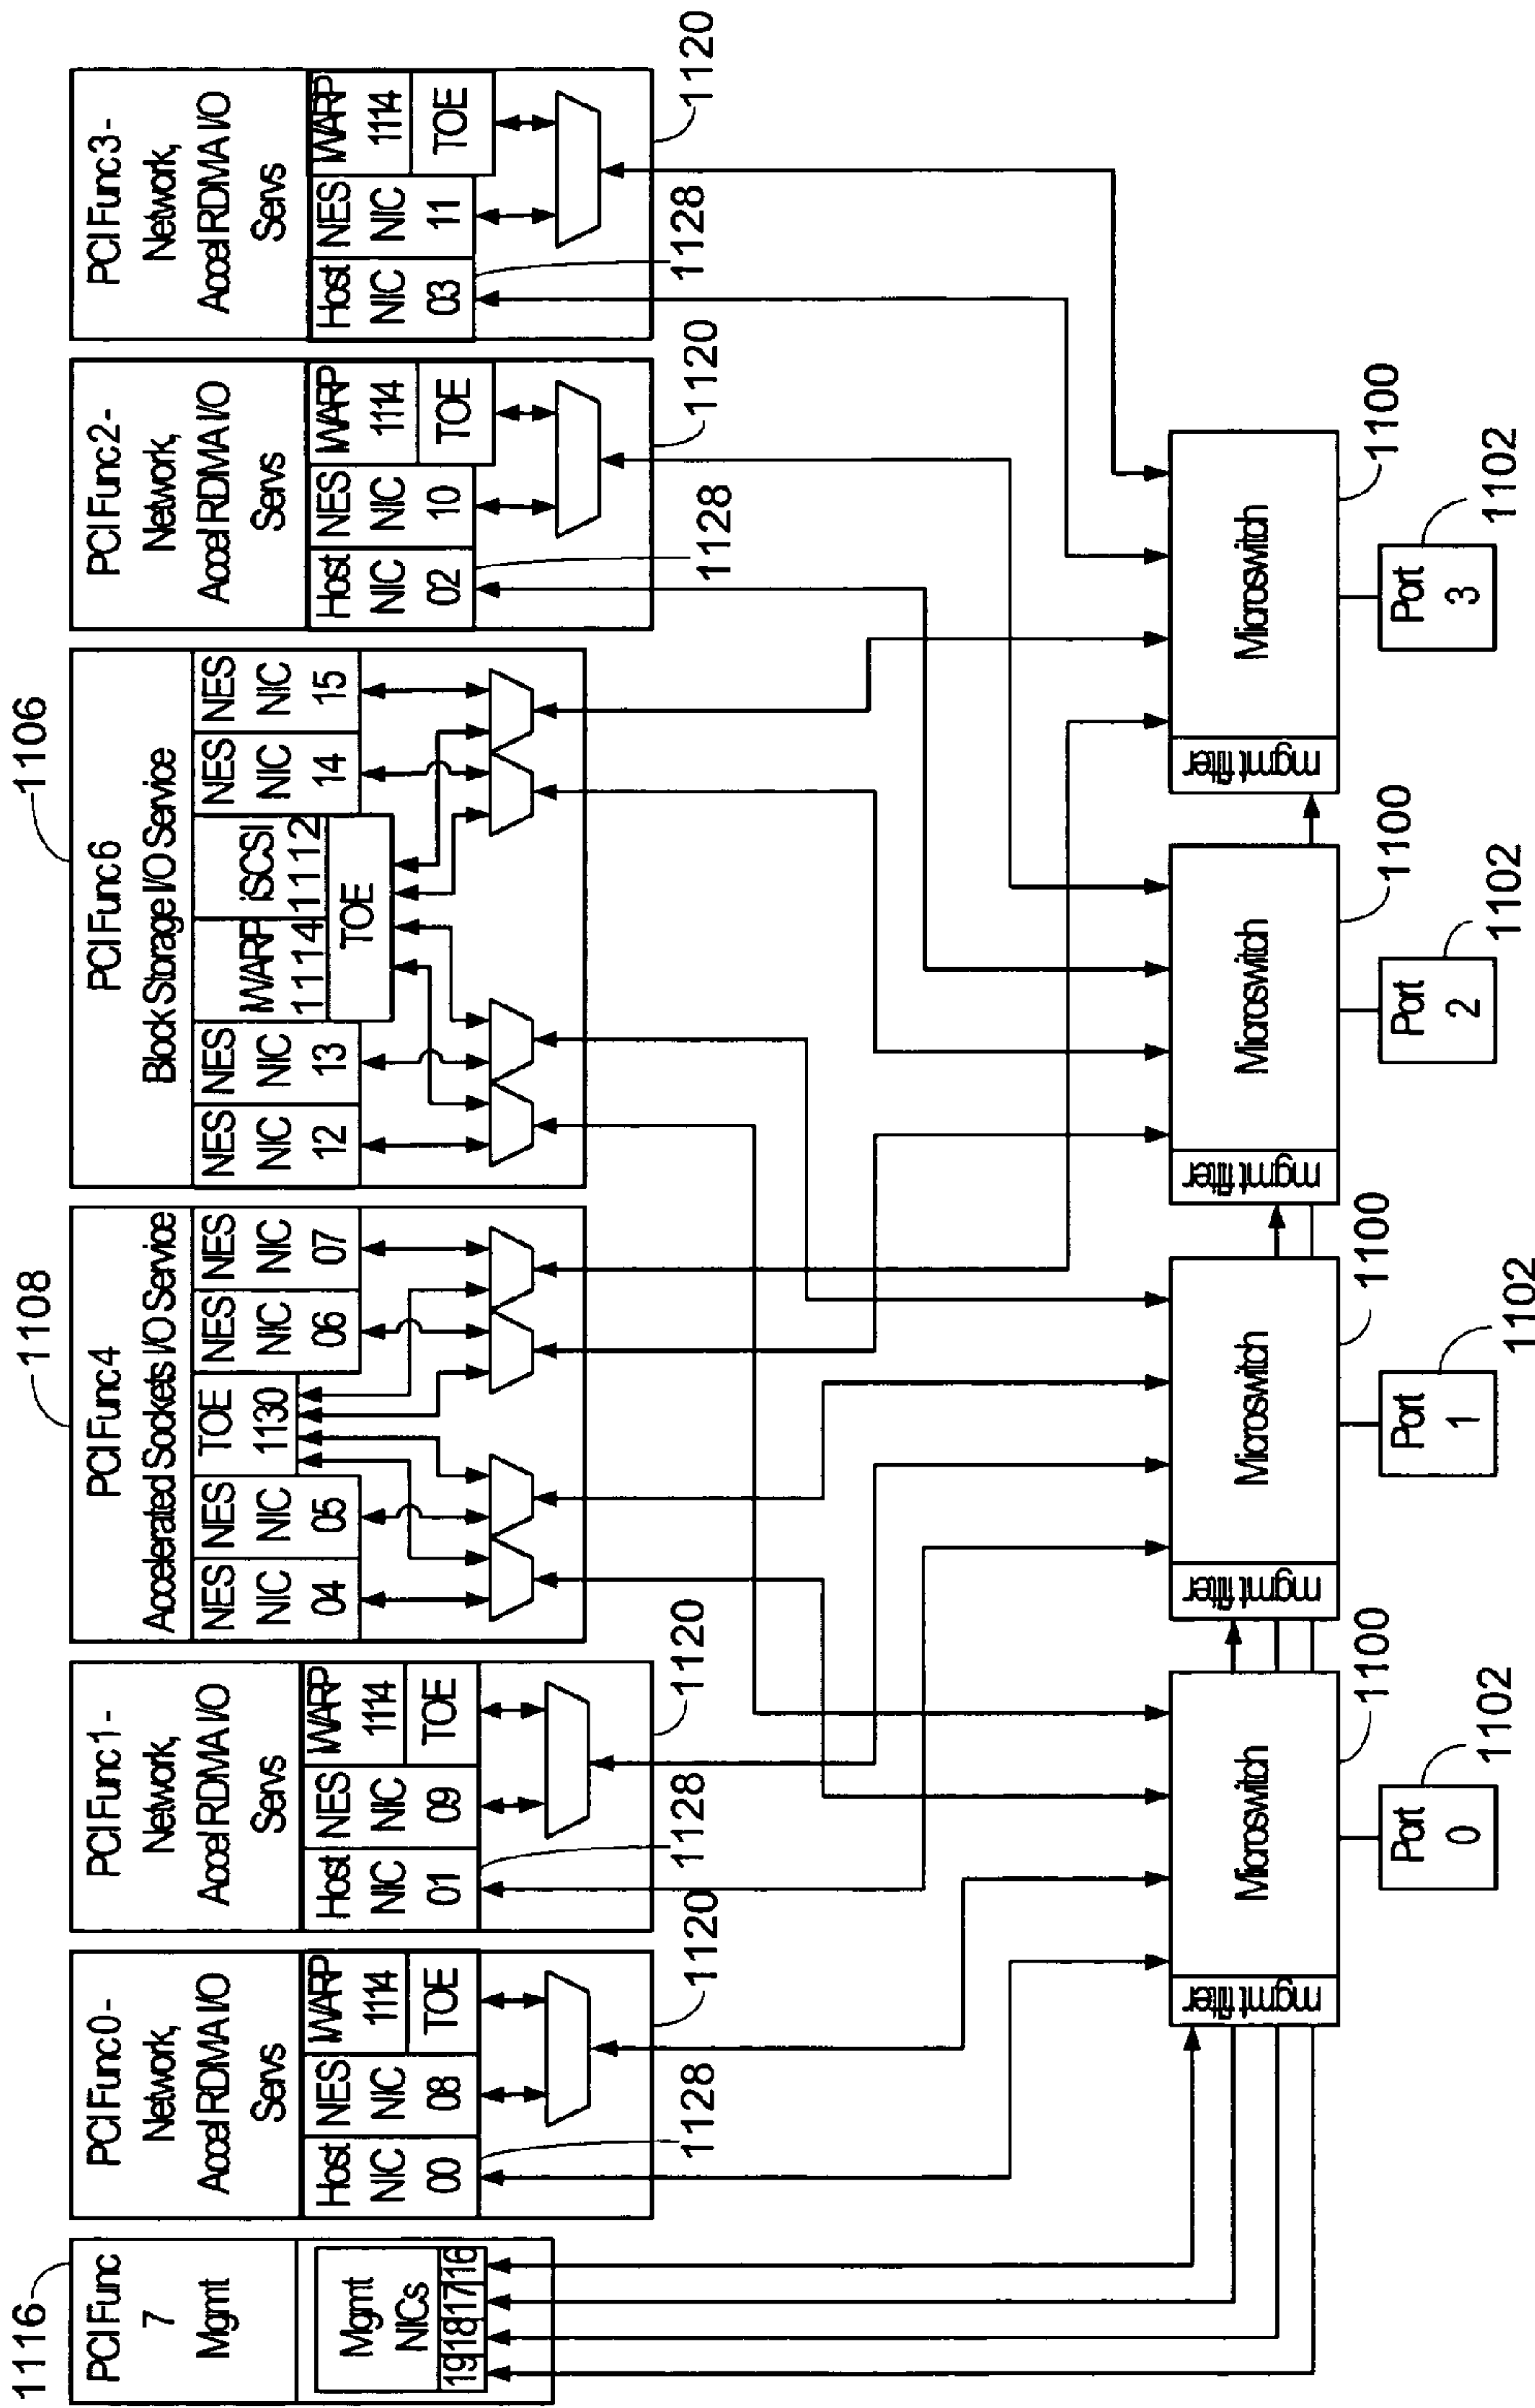 1116
PCI Func
7
Mgmt
Mgmt
NICs
19 18 17 16
PCI Func 0 -
Network,
Accel RDMA I/O
Servs
Host
NIC
00
NES
NIC
08
iWARP
1114
TOE
1128
1120
PCI Func 1 -
Network,
Accel RDMA I/O
Servs
Host
NIC
01
NES
NIC
09
iWARP
1114
TOE
1128
1120
1108
PCI Func 4
Accelerated Sockets I/O Service
NES
NIC
04
NES
NIC
05
TOE
1130
NES
NIC
06
NES
NIC
07
1106
PCI Func 6
Block Storage I/O Service
NES
NIC
12
NES
NIC
13
iWARP
1114
iSCSI
1112
TOE
NES
NIC
14
NES
NIC
15
PCI Func 2 -
Network,
Accel RDMA I/O
Servs
Host
NIC
02
NES
NIC
10
iWARP
1114
TOE
1128
1120
PCI Func 3 -
Network,
Accel RDMA I/O
Servs
Host
NIC
03
NES
NIC
11
iWARP
1114
TOE
1128
1120
mgmt filter
Microswitch
1100
Port
0
1102
mgmt filter
Microswitch
1100
Port
1
1102
mgmt filter
Microswitch
1100
Port
2
1102
mgmt filter
Microswitch
1100
Port
3
1102